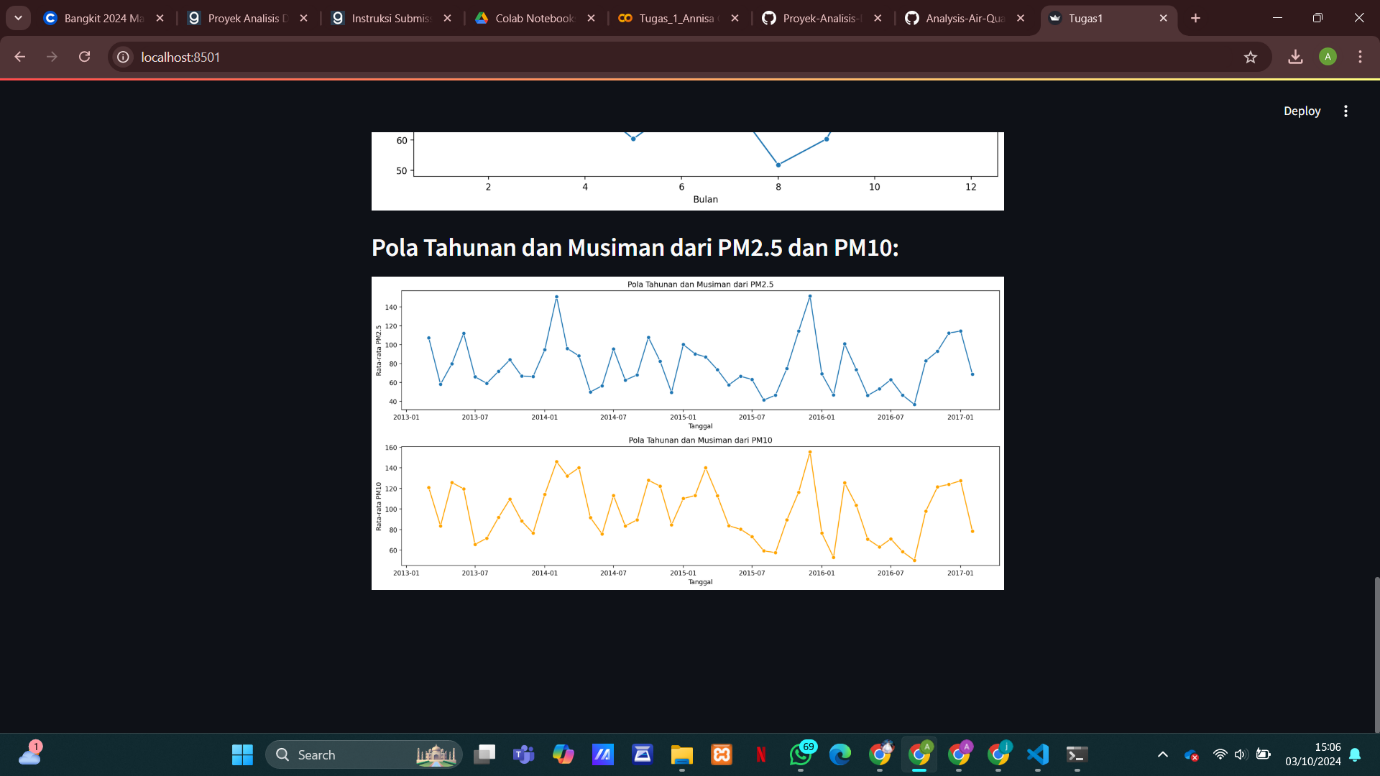 Bangkit 2024 Ma
Proyek Analisis D
Instruksi Submiss
Colab Notebook
Tugas_1_Annisa
Proyek-Analisis-
Analysis-Air-Qua
Tugas1
localhost:8501
A
Deploy
60
50
2 4 6 8 10 12
Bulan
Pola Tahunan dan Musiman dari PM2.5 dan PM10:
Pola Tahunan dan Musiman dari PM2.5
Rata-rata PM2.5
140
120
100
80
60
40
2013-01 2013-07 2014-01 2014-07 2015-01 2015-07 2016-01 2016-07 2017-01
Tanggal
Pola Tahunan dan Musiman dari PM10
Rata-rata PM10
160
140
120
100
80
60
2013-01 2013-07 2014-01 2014-07 2015-01 2015-07 2016-01 2016-07 2017-01
Tanggal
1
Search
69
15:06
03/10/2024